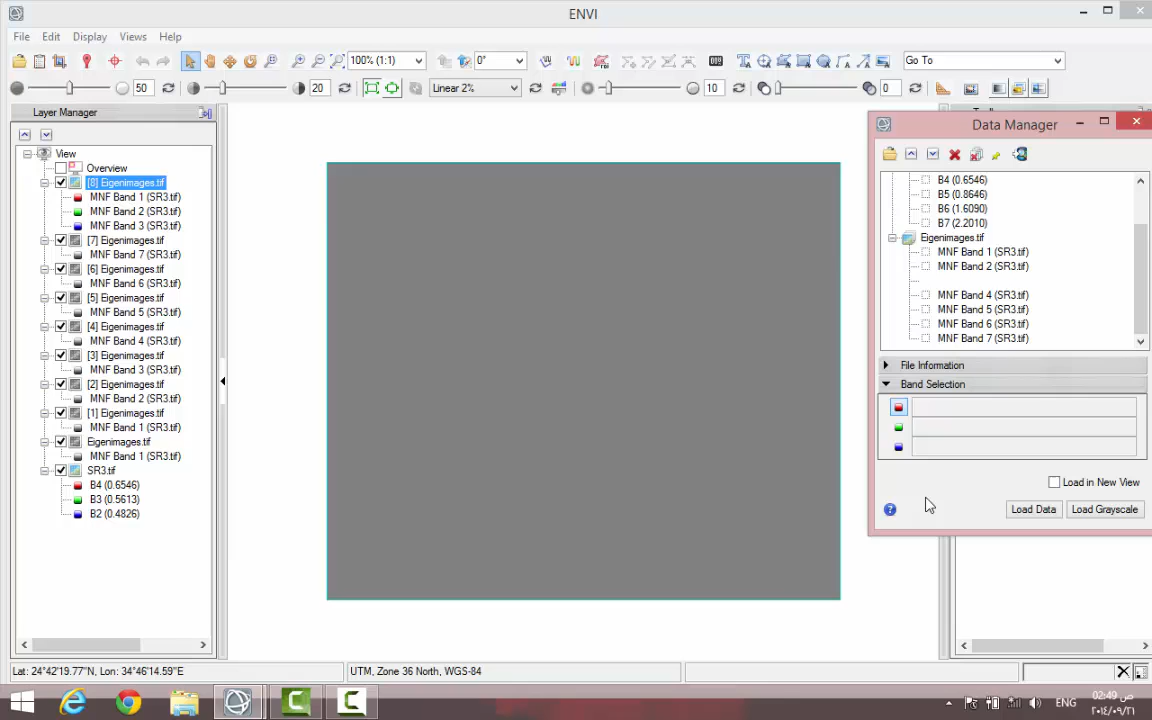 ENVI
File Edit Display Views Help
100% (1:1) 0° Go To
50 20 Linear 2% 10 0
Layer Manager
View
Overview
[8] Eigenimages.tif
MNF Band 1 (SR3.tif)
MNF Band 2 (SR3.tif)
MNF Band 3 (SR3.tif)
[7] Eigenimages.tif
MNF Band 7 (SR3.tif)
[6] Eigenimages.tif
MNF Band 6 (SR3.tif)
[5] Eigenimages.tif
MNF Band 5 (SR3.tif)
[4] Eigenimages.tif
MNF Band 4 (SR3.tif)
[3] Eigenimages.tif
MNF Band 3 (SR3.tif)
[2] Eigenimages.tif
MNF Band 2 (SR3.tif)
[1] Eigenimages.tif
MNF Band 1 (SR3.tif)
Eigenimages.tif
MNF Band 1 (SR3.tif)
SR3.tif
B4 (0.6546)
B3 (0.5613)
B2 (0.4826)
Data Manager
B4 (0.6546)
B5 (0.8646)
B6 (1.6090)
B7 (2.2010)
Eigenimages.tif
MNF Band 1 (SR3.tif)
MNF Band 2 (SR3.tif)
MNF Band 4 (SR3.tif)
MNF Band 5 (SR3.tif)
MNF Band 6 (SR3.tif)
MNF Band 7 (SR3.tif)
File Information
Band Selection
Load in New View
Load Data Load Grayscale
Lat: 24°42'19.77"N, Lon: 34°46'14.59"E
UTM, Zone 36 North, WGS-84
ENG
02:49 ص
٢٠١٤/٠٩/٢١